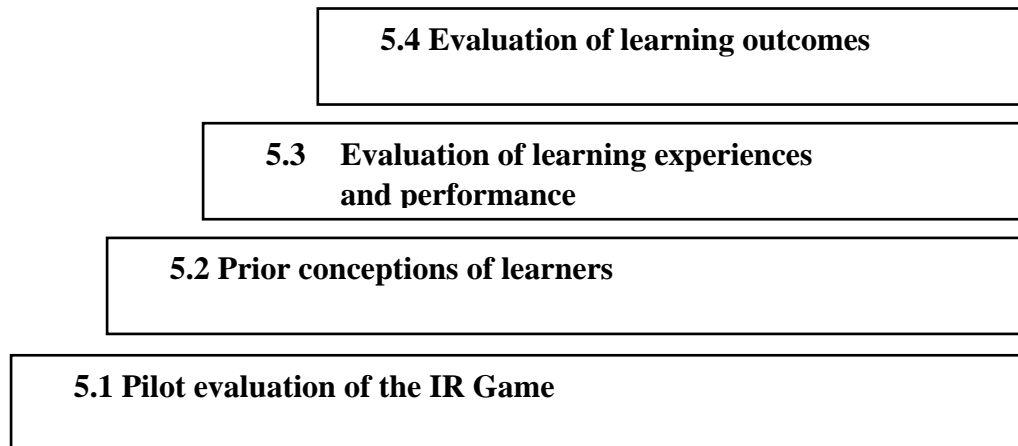 5.4 Evaluation of learning outcomes
5.3 Evaluation of learning experiences
and performance
5.2 Prior conceptions of learners
5.1 Pilot evaluation of the IR Game